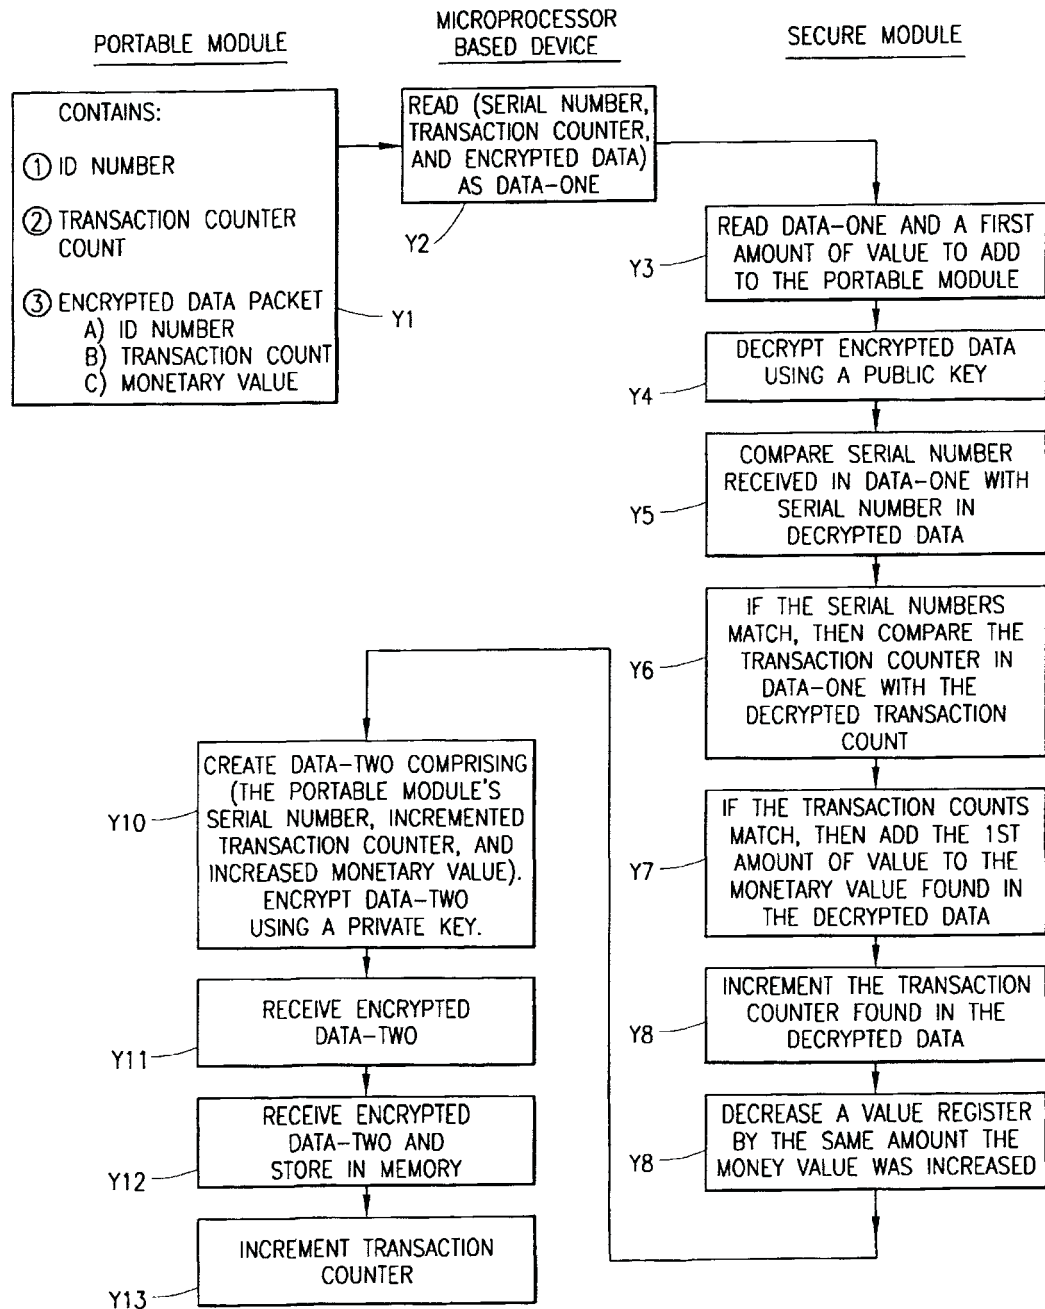 PORTABLE MODULE
MICROPROCESSOR
BASED DEVICE
SECURE MODULE
CONTAINS:
① ID NUMBER
② TRANSACTION COUNTER
COUNT
③ ENCRYPTED DATA PACKET
A) ID NUMBER
B) TRANSACTION COUNT
C) MONETARY VALUE
Y1
READ (SERIAL NUMBER,
TRANSACTION COUNTER,
AND ENCRYPTED DATA)
AS DATA-ONE
Y2
READ DATA-ONE AND A FIRST
AMOUNT OF VALUE TO ADD
TO THE PORTABLE MODULE
Y3
DECRYPT ENCRYPTED DATA
USING A PUBLIC KEY
Y4
COMPARE SERIAL NUMBER
RECEIVED IN DATA-ONE WITH
SERIAL NUMBER IN
DECRYPTED DATA
Y5
IF THE SERIAL NUMBERS
MATCH, THEN COMPARE THE
TRANSACTION COUNTER IN
DATA-ONE WITH THE
DECRYPTED TRANSACTION
COUNT
Y6
IF THE TRANSACTION COUNTS
MATCH, THEN ADD THE 1ST
AMOUNT OF VALUE TO THE
MONETARY VALUE FOUND IN
THE DECRYPTED DATA
Y7
INCREMENT THE TRANSACTION
COUNTER FOUND IN THE
DECRYPTED DATA
Y8
DECREASE A VALUE REGISTER
BY THE SAME AMOUNT THE
MONEY VALUE WAS INCREASED
Y8
CREATE DATA-TWO COMPRISING
(THE PORTABLE MODULE'S
SERIAL NUMBER, INCREMENTED
TRANSACTION COUNTER, AND
INCREASED MONETARY VALUE).
ENCRYPT DATA-TWO
USING A PRIVATE KEY.
Y10
RECEIVE ENCRYPTED
DATA-TWO
Y11
RECEIVE ENCRYPTED
DATA-TWO AND
STORE IN MEMORY
Y12
INCREMENT TRANSACTION
COUNTER
Y13